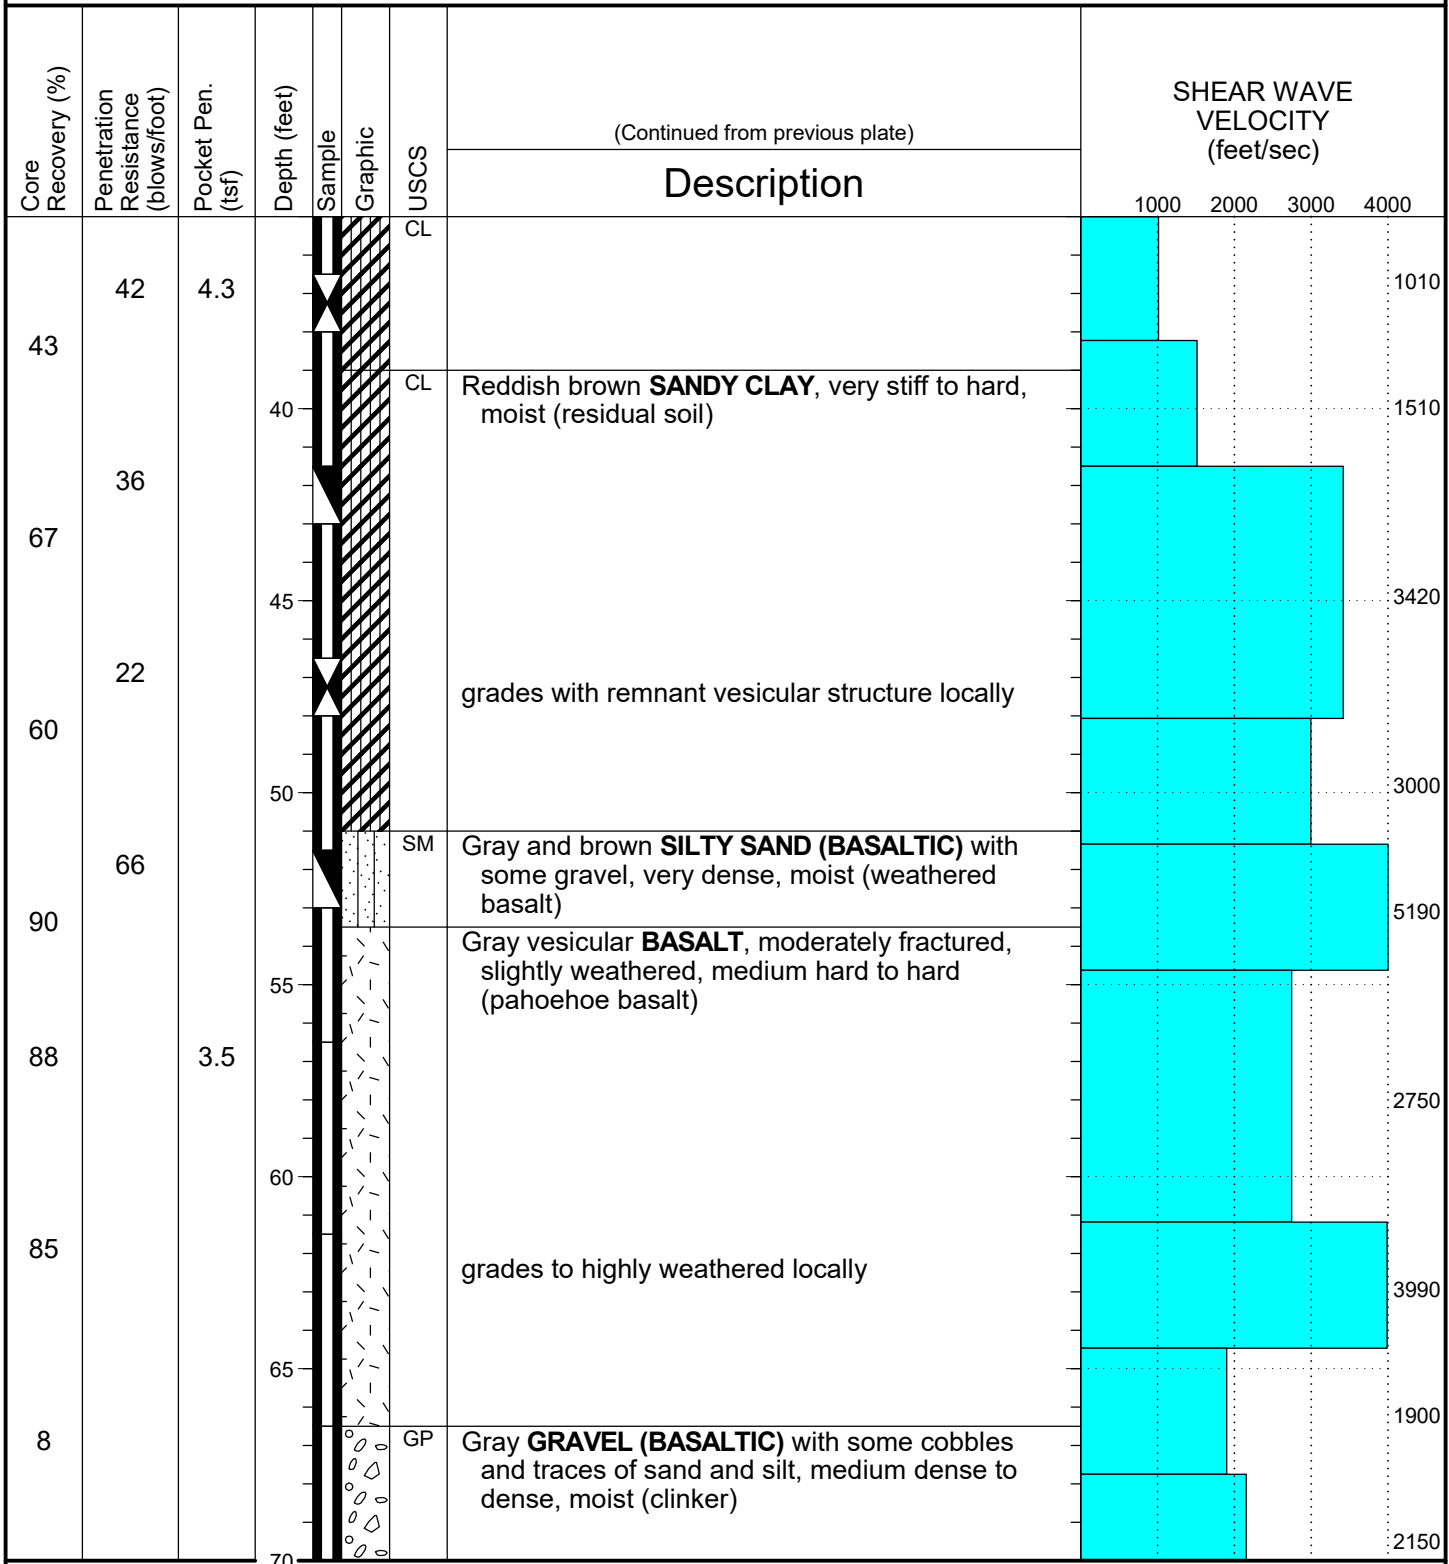 Core
Recovery (%)
Penetration
Resistance
(blows/foot)
Pocket Pen.
(tsf)
Depth (feet)
Sample
Graphic
USCS
(Continued from previous plate)
Description
SHEAR WAVE
VELOCITY
(feet/sec)
1000 2000 3000 4000
CL
1010
42 4.3
43
CL Reddish brown SANDY CLAY, very stiff to hard,
moist (residual soil)
40 1510
36
67
45 3420
22
grades with remnant vesicular structure locally
60
50 3000
SM Gray and brown SILTY SAND (BASALTIC) with
66 some gravel, very dense, moist (weathered
basalt)
90 5190
Gray vesicular BASALT, moderately fractured,
slightly weathered, medium hard to hard
55 (pahoehoe basalt)
88 3.5
2750
60
85
grades to highly weathered locally
3990
65
1900
8 GP Gray GRAVEL (BASALTIC) with some cobbles
and traces of sand and silt, medium dense to
dense, moist (clinker)
2150
70